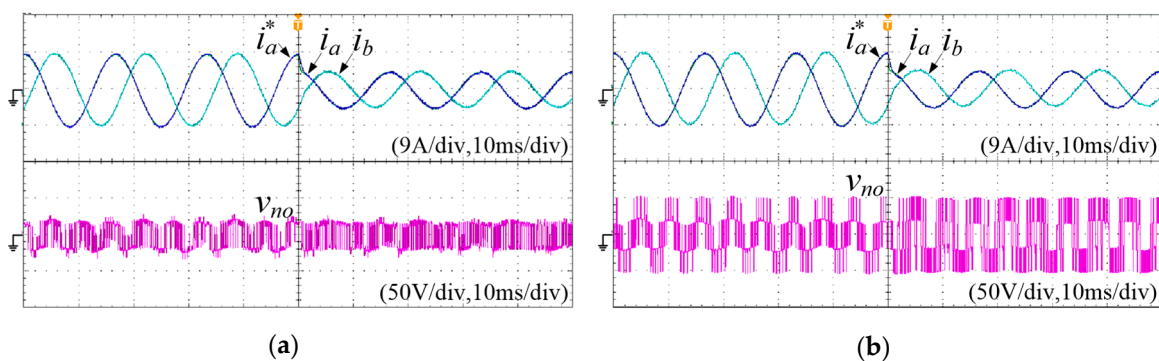 T
i*a ia ib
(9A/div,10ms/div)
vno
(50V/div,10ms/div)
(a)
T
i*a ia ib
(9A/div,10ms/div)
vno
(50V/div,10ms/div)
(b)